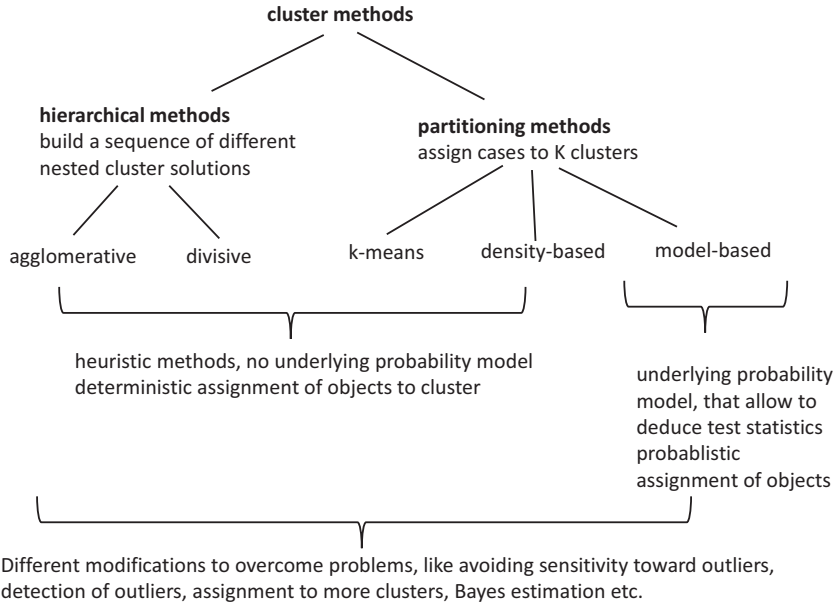 cluster methods
hierarchical methods
build a sequence of different
nested cluster solutions
partitioning methods
assign cases to K clusters
agglomerative
divisive
k-means
density-based
model-based
heuristic methods, no underlying probability model
deterministic assignment of objects to cluster
underlying probability
model, that allow to
deduce test statistics
probablistic
assignment of objects
Different modifications to overcome problems, like avoiding sensitivity toward outliers,
detection of outliers, assignment to more clusters, Bayes estimation etc.